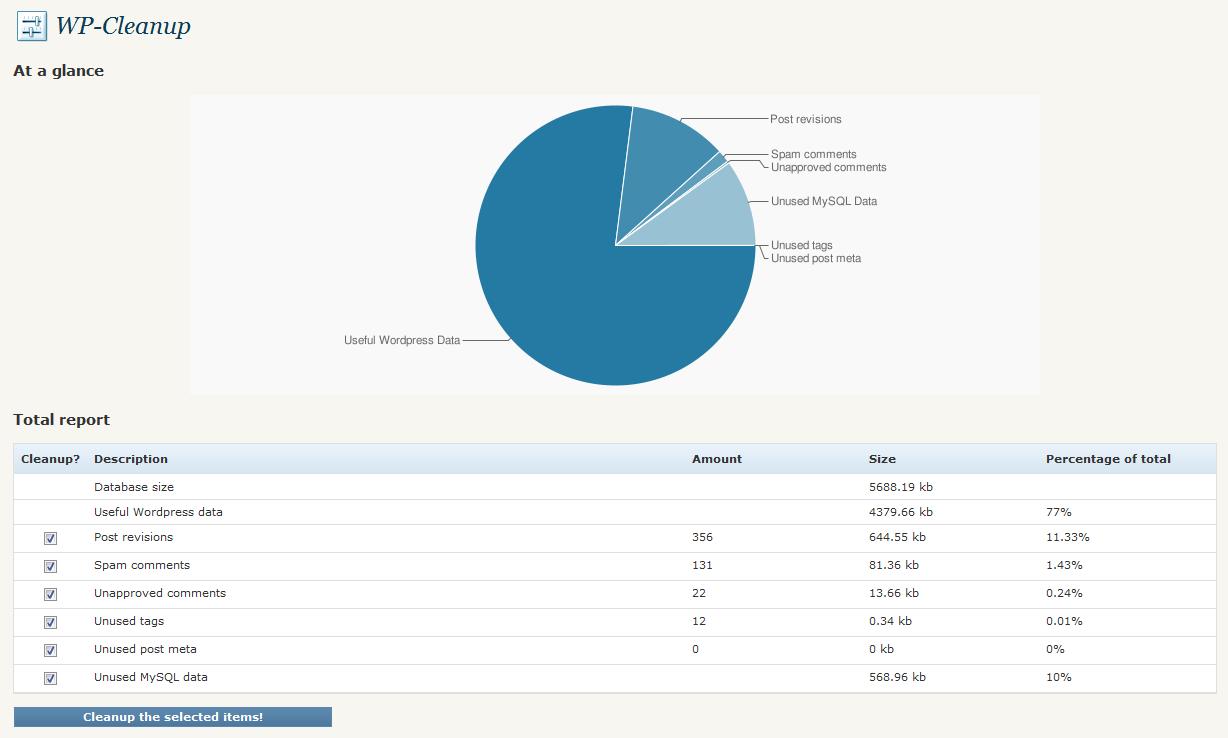 WP-Cleanup
At a glance
Post revisions
Spam comments
Unapproved comments
Unused MySQL Data
Unused tags
Unused post meta
Useful Wordpress Data
Total report
Cleanup? Description Amount Size Percentage of total
Database size 5688.19 kb
Useful Wordpress data 4379.66 kb 77%
Post revisions 356 644.55 kb 11.33%
Spam comments 131 81.36 kb 1.43%
Unapproved comments 22 13.66 kb 0.24%
Unused tags 12 0.34 kb 0.01%
Unused post meta 0 0 kb 0%
Unused MySQL data 568.96 kb 10%
Cleanup the selected items!